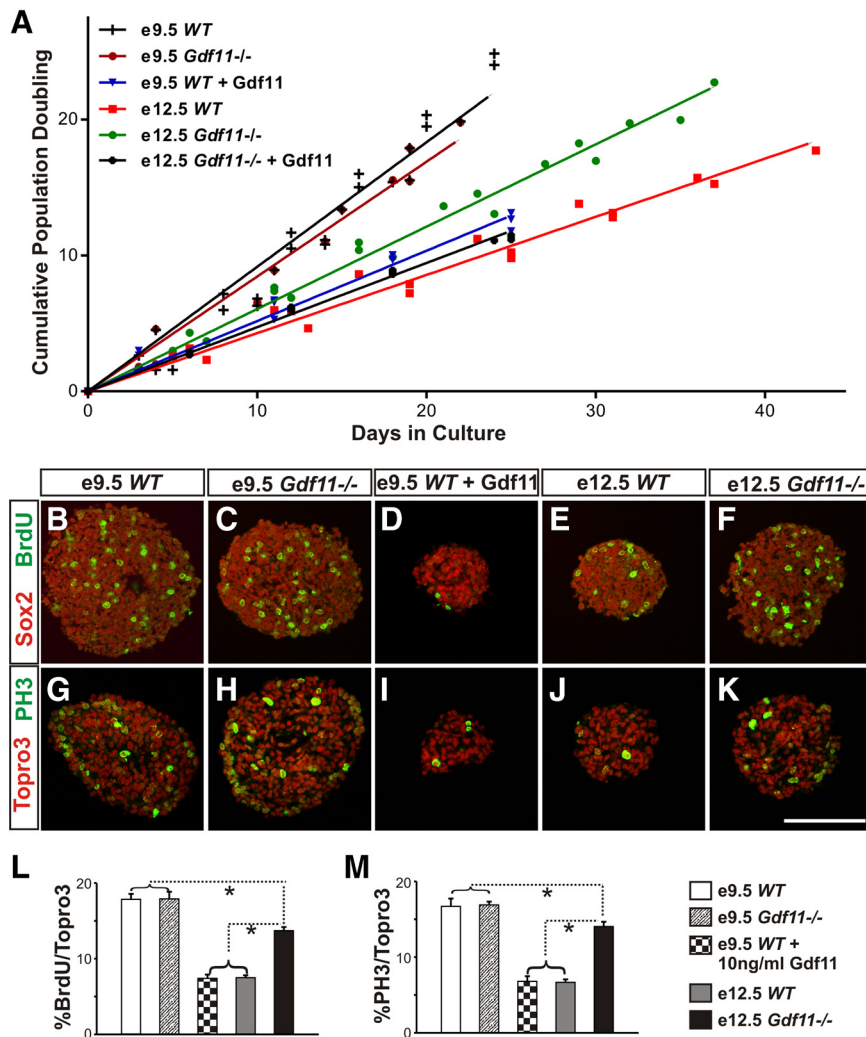 A
e9.5 WT
e9.5 Gdf11-/-
e9.5 WT + Gdf11
e12.5 WT
e12.5 Gdf11-/-
e12.5 Gdf11-/- + Gdf11
Cumulative Population Doubling
20
10
0
0 10 20 30 40
Days in Culture
e9.5 WT e9.5 Gdf11-/- e9.5 WT + Gdf11 e12.5 WT e12.5 Gdf11-/-
Sox2 BrdU
B C D E F
Topro3 PH3
G H I J K
L
%BrdU/Topro3
20
10
0
* *
M
%PH3/Topro3
20
10
0
* *
e9.5 WT
e9.5 Gdf11-/-
e9.5 WT +
10ng/ml Gdf11
e12.5 WT
e12.5 Gdf11-/-